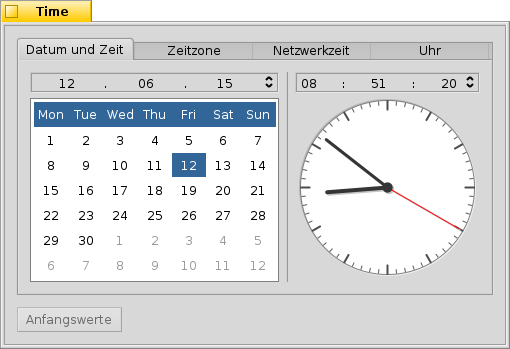 Time
Datum und Zeit Zeitzone Netzwerkzeit Uhr
12 . 06 . 15 08 : 51 : 20
Mon Tue Wed Thu Fri Sat Sun
1 2 3 4 5 6 7
8 9 10 11 12 13 14
15 16 17 18 19 20 21
22 23 24 25 26 27 28
29 30 1 2 3 4 5
6 7 8 9 10 11 12
Anfangswerte